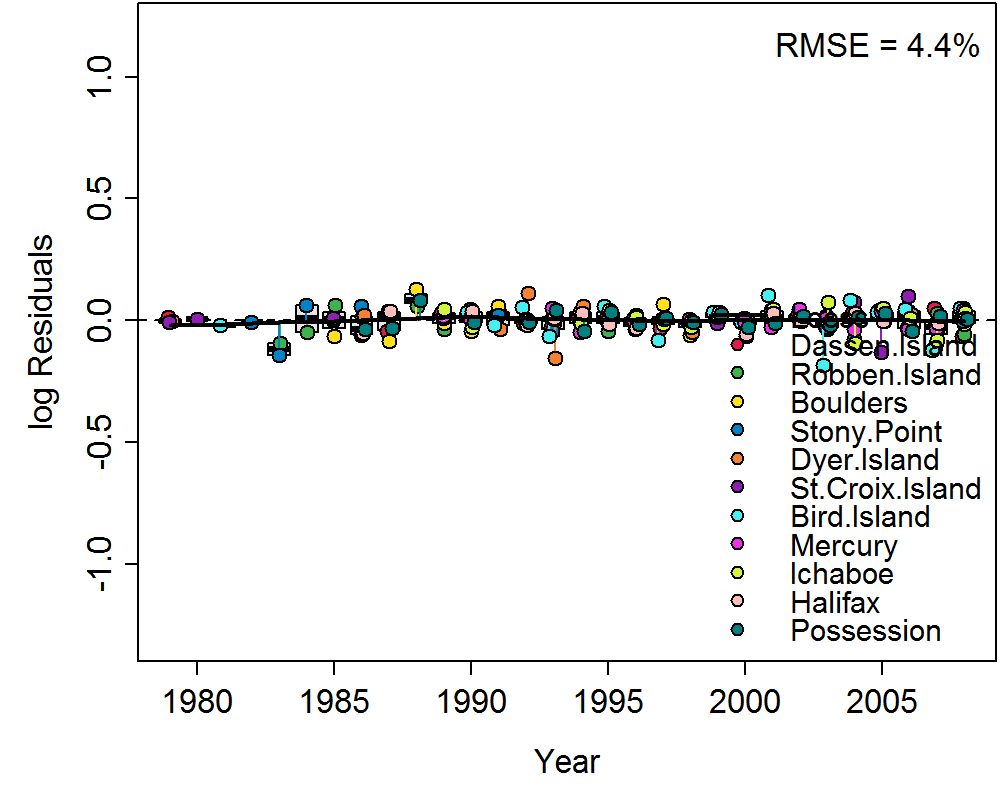 RMSE = 4.4%
1.0
0.5
0.0
-0.5
-1.0
log Residuals
Dassen.Island
Robben.Island
Boulders
Stony.Point
Dyer.Island
St.Croix.Island
Bird.Island
Mercury
Ichaboe
Halifax
Possession
1980 1985 1990 1995 2000 2005
Year